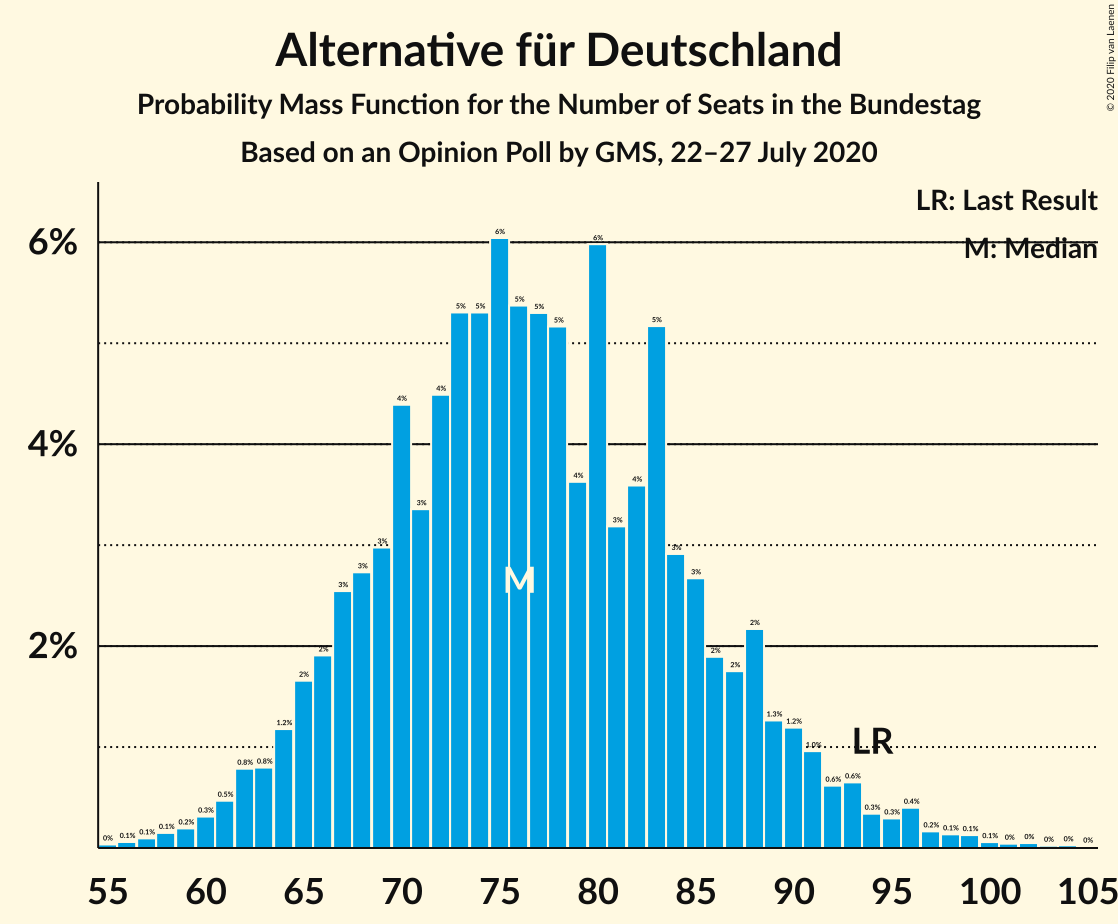 Alternative für Deutschland
Probability Mass Function for the Number of Seats in the Bundestag
Based on an Opinion Poll by GMS, 22–27 July 2020
© 2020 Filip van Laenen
LR: Last Result
M: Median
6%
4%
2%
0% 0.1% 0.1% 0.1% 0.2% 0.3% 0.5% 0.8% 0.8% 1.2% 2% 2% 3% 3% 3% 4% 3% 4% 5% 5% 6% 5% 5% 5% 4% 6% 3% 4% 5% 3% 3% 2% 2% 2% 1.3% 1.2% 1.0% 0.6% 0.6% 0.3% 0.3% 0.4% 0.2% 0.1% 0.1% 0.1% 0% 0% 0% 0% 0%
M
LR
55 60 65 70 75 80 85 90 95 100 105